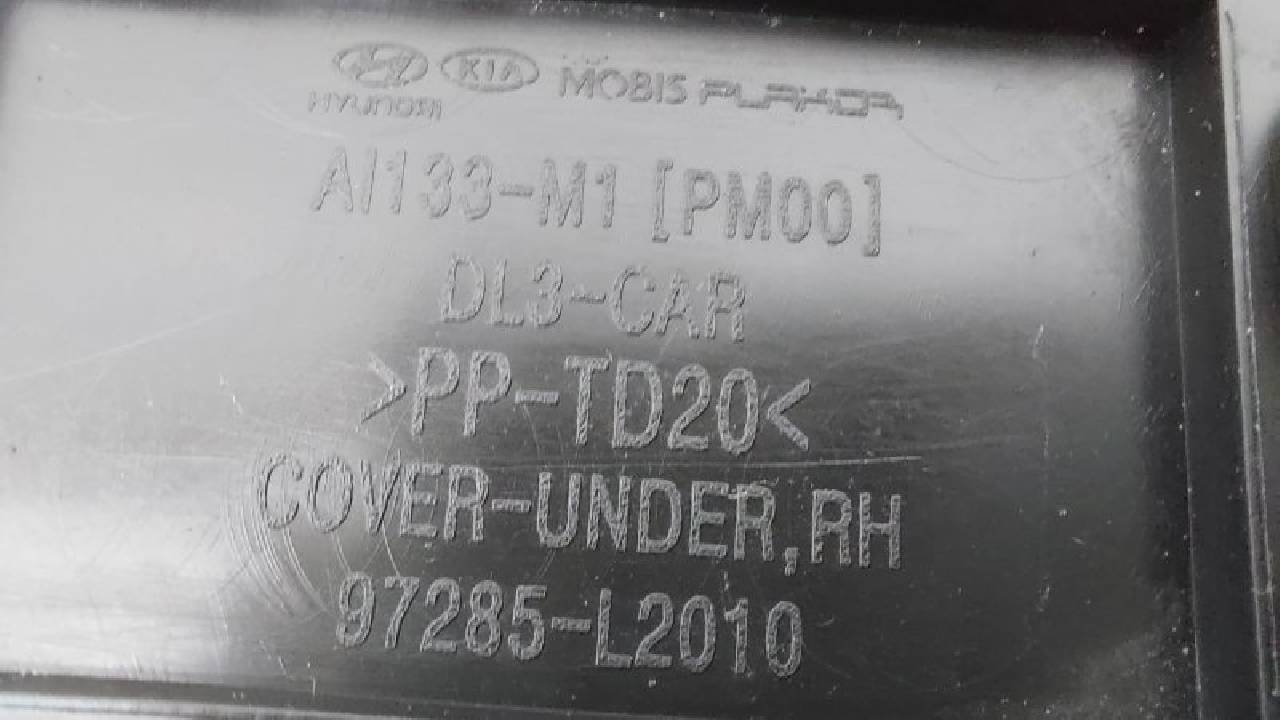 HYUNDAI KIA MOBIS PLAKOR
AI133-M1 [PM00]
DL3-CAR
>PP-TD20<
COVER-UNDER,RH
97285-L2010